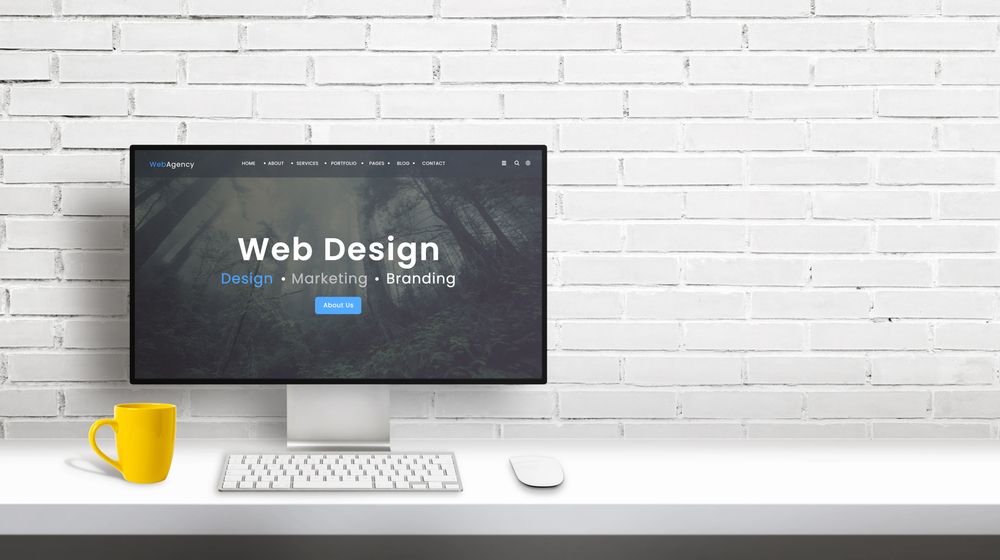 WebAgency HOME • ABOUT • SERVICES • PORTFOLIO • PAGES • BLOG • CONTACT
Web Design
Design • Marketing • Branding
About Us